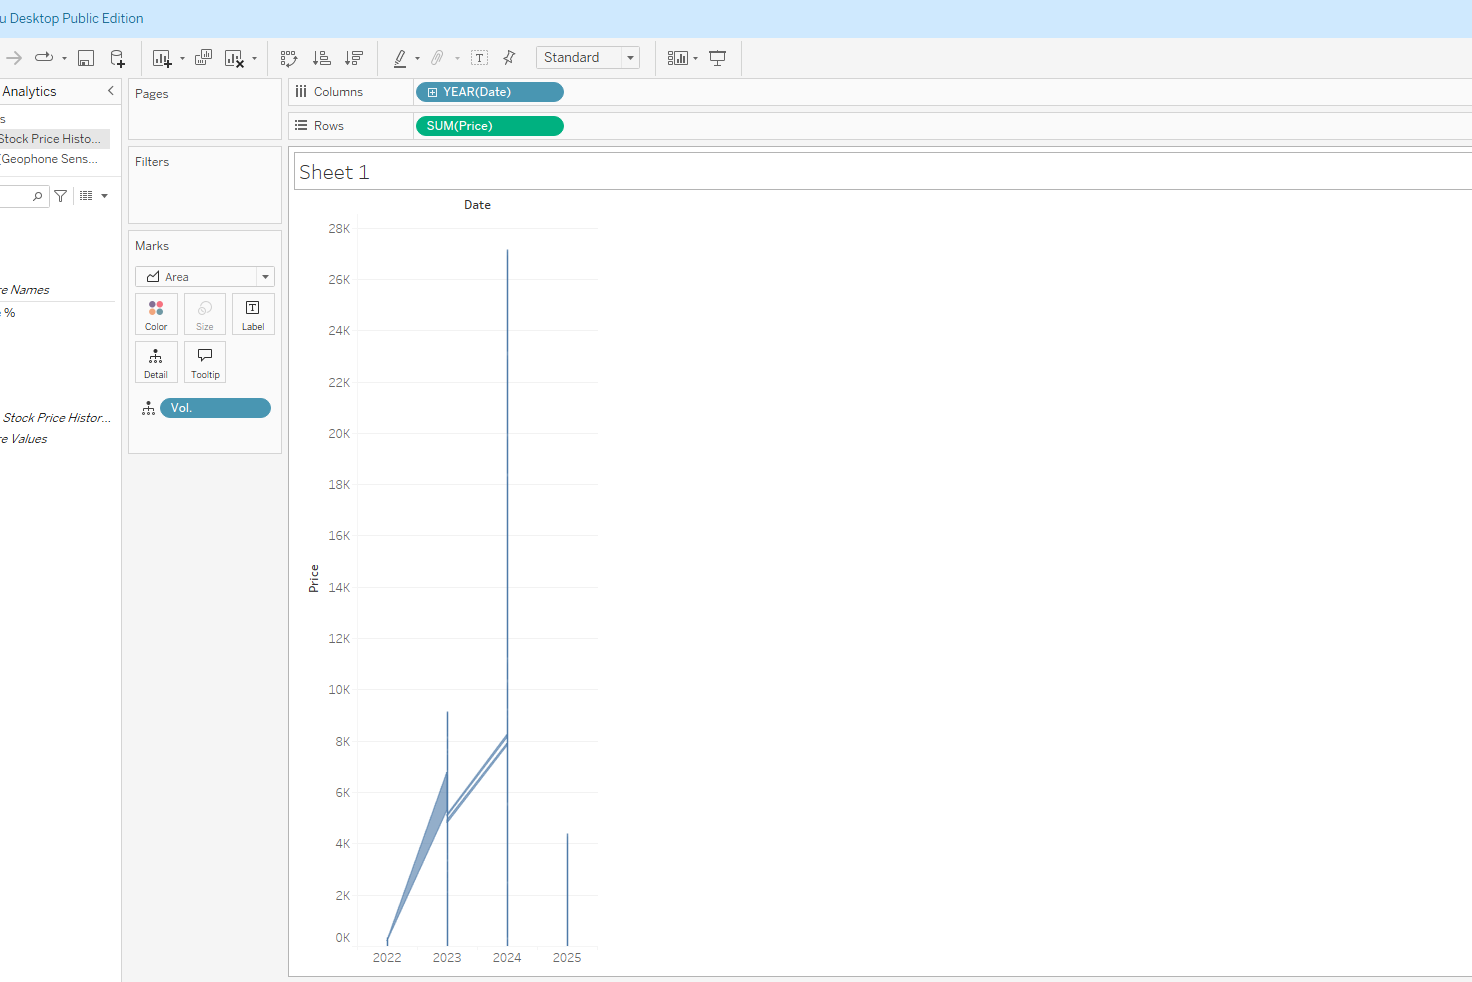 u Desktop Public Edition
Standard
Analytics
Pages
Columns
YEAR(Date)
s
Stock Price Histo...
Rows
SUM(Price)
(Geophone Sens...
Filters
Sheet 1
Date
Marks
Area
Color
Size
Label
Detail
Tooltip
Vol.
re Names
%
Stock Price Histor...
re Values
28K
26K
24K
22K
20K
18K
16K
14K
12K
10K
8K
6K
4K
2K
0K
Price
2022 2023 2024 2025